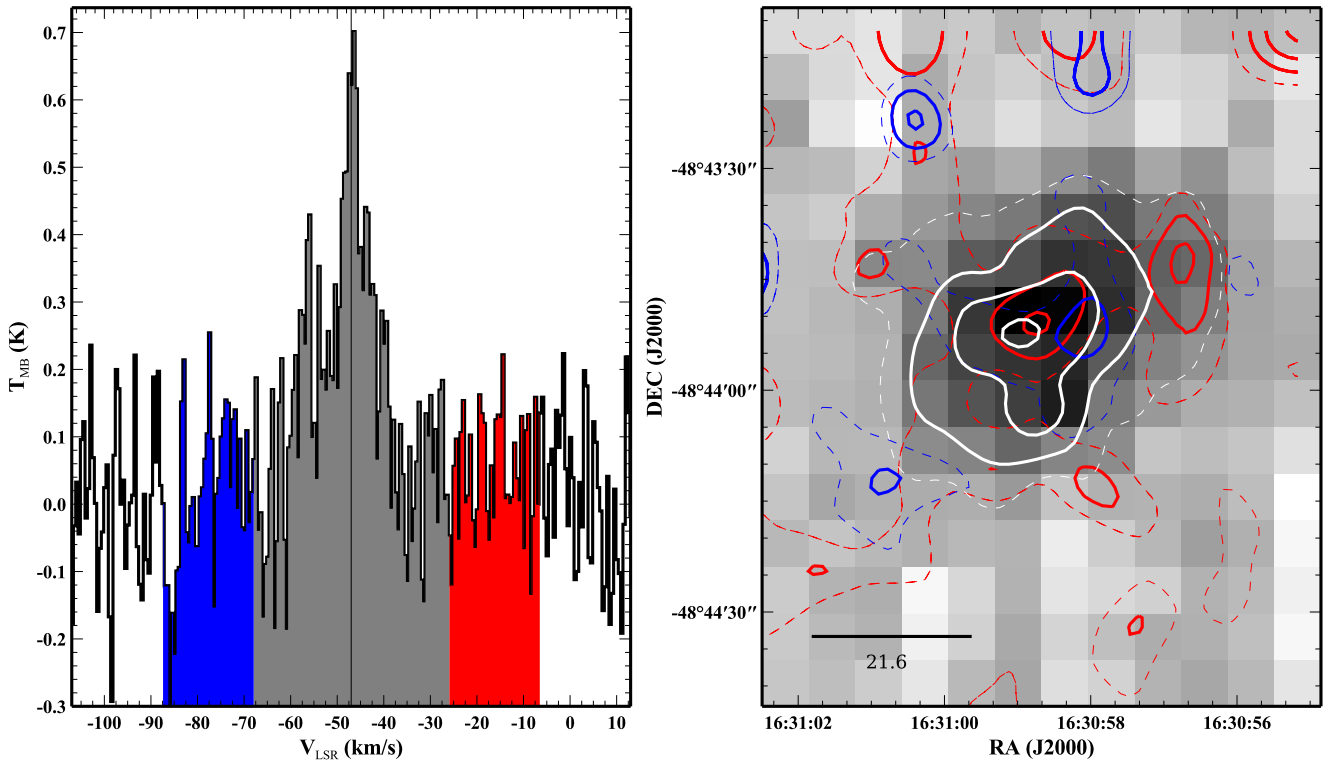 0.7
0.6
0.5
0.4
0.3
0.2
0.1
0.0
-0.1
-0.2
-0.3
T_MB (K)
-100 -90 -80 -70 -60 -50 -40 -30 -20 -10 0 10
V_LSR (km/s)
DEC (J2000)
-48°43′30″
-48°44′00″
-48°44′30″
21.6
16:31:02 16:31:00 16:30:58 16:30:56
RA (J2000)